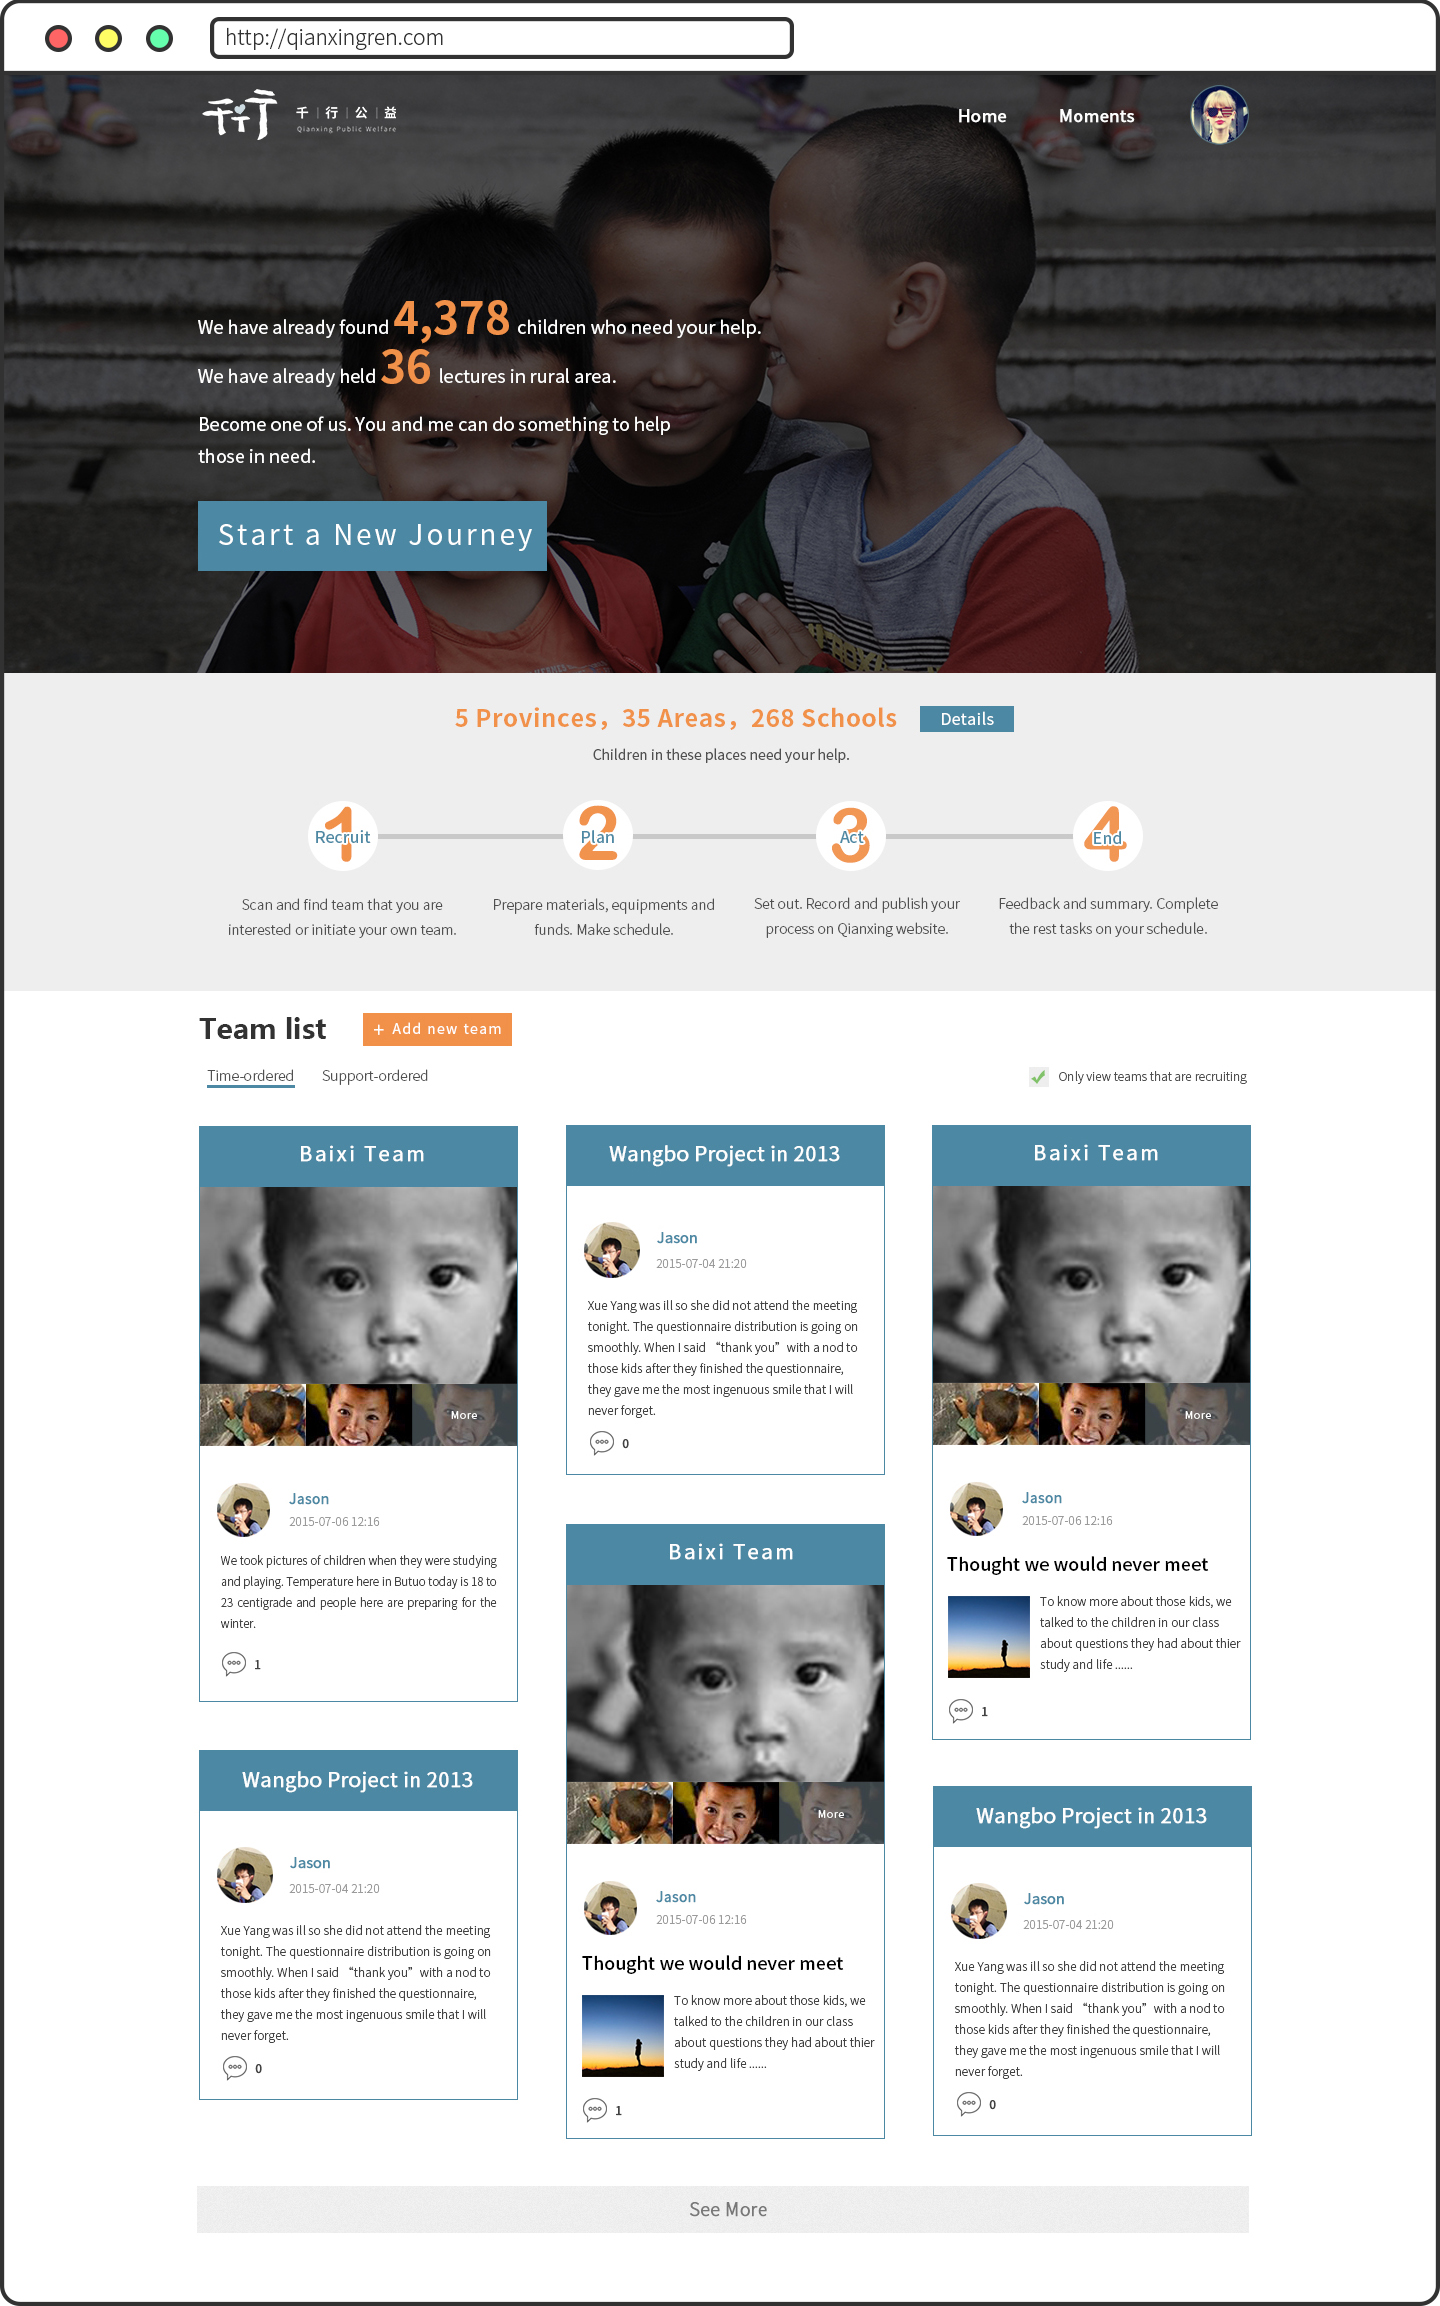 http://qianxingren.com
千行
千|行|公|益
Qianxing Public Welfare
Home
Moments
We have already found 4,378 children who need your help.
We have already held 36 lectures in rural area.
Become one of us. You and me can do something to help
those in need.
Start a New Journey
5 Provinces，35 Areas，268 Schools
Details
Children in these places need your help.
1
Recruit
2
Plan
3
Act
4
End
Scan and find team that you are
interested or initiate your own team.
Prepare materials, equipments and
funds. Make schedule.
Set out. Record and publish your
process on Qianxing website.
Feedback and summary. Complete
the rest tasks on your schedule.
Team list
+ Add new team
Time-ordered
Support-ordered
Only view teams that are recruiting
Baixi Team
More
Jason
2015-07-06 12:16
We took pictures of children when they were studying
and playing. Temperature here in Butuo today is 18 to
23 centigrade and people here are preparing for the
winter.
1
Wangbo Project in 2013
Jason
2015-07-04 21:20
Xue Yang was ill so she did not attend the meeting
tonight. The questionnaire distribution is going on
smoothly. When I said “thank you” with a nod to
those kids after they finished the questionnaire,
they gave me the most ingenuous smile that I will
never forget.
0
Wangbo Project in 2013
Jason
2015-07-04 21:20
Xue Yang was ill so she did not attend the meeting
tonight. The questionnaire distribution is going on
smoothly. When I said “thank you” with a nod to
those kids after they finished the questionnaire,
they gave me the most ingenuous smile that I will
never forget.
0
Baixi Team
More
Jason
2015-07-06 12:16
Thought we would never meet
To know more about those kids, we
talked to the children in our class
about questions they had about thier
study and life ......
1
Baixi Team
More
Jason
2015-07-06 12:16
Thought we would never meet
To know more about those kids, we
talked to the children in our class
about questions they had about thier
study and life ......
1
Wangbo Project in 2013
Jason
2015-07-04 21:20
Xue Yang was ill so she did not attend the meeting
tonight. The questionnaire distribution is going on
smoothly. When I said “thank you” with a nod to
those kids after they finished the questionnaire,
they gave me the most ingenuous smile that I will
never forget.
0
See More